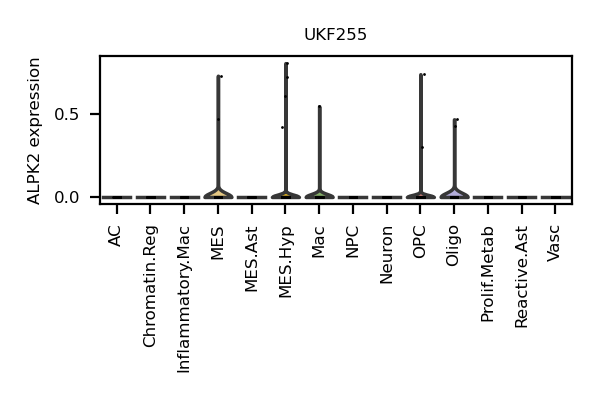 UKF255
ALPK2 expression
0.5
0.0
AC
Chromatin.Reg
Inflammatory.Mac
MES
MES.Ast
MES.Hyp
Mac
NPC
Neuron
OPC
Oligo
Prolif.Metab
Reactive.Ast
Vasc